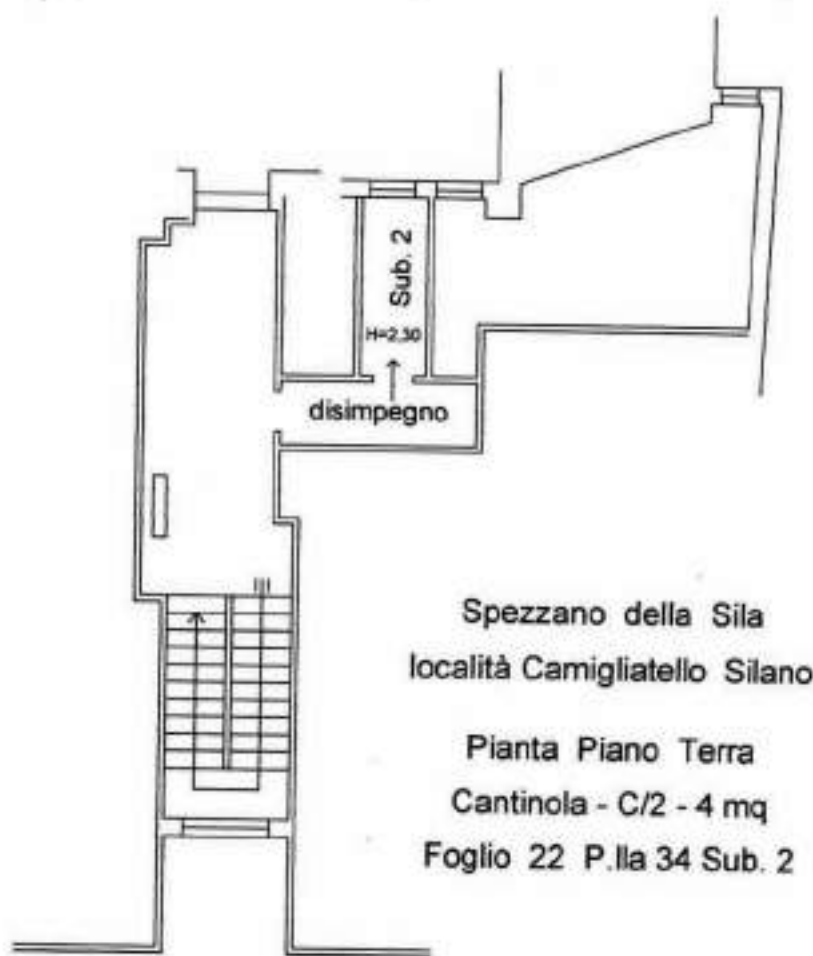 Sub. 2
H=2,30
disimpegno
Spezzano della Sila
località Camigliatello Silano
Pianta Piano Terra
Cantinola - C/2 - 4 mq
Foglio 22 P.lla 34 Sub. 2